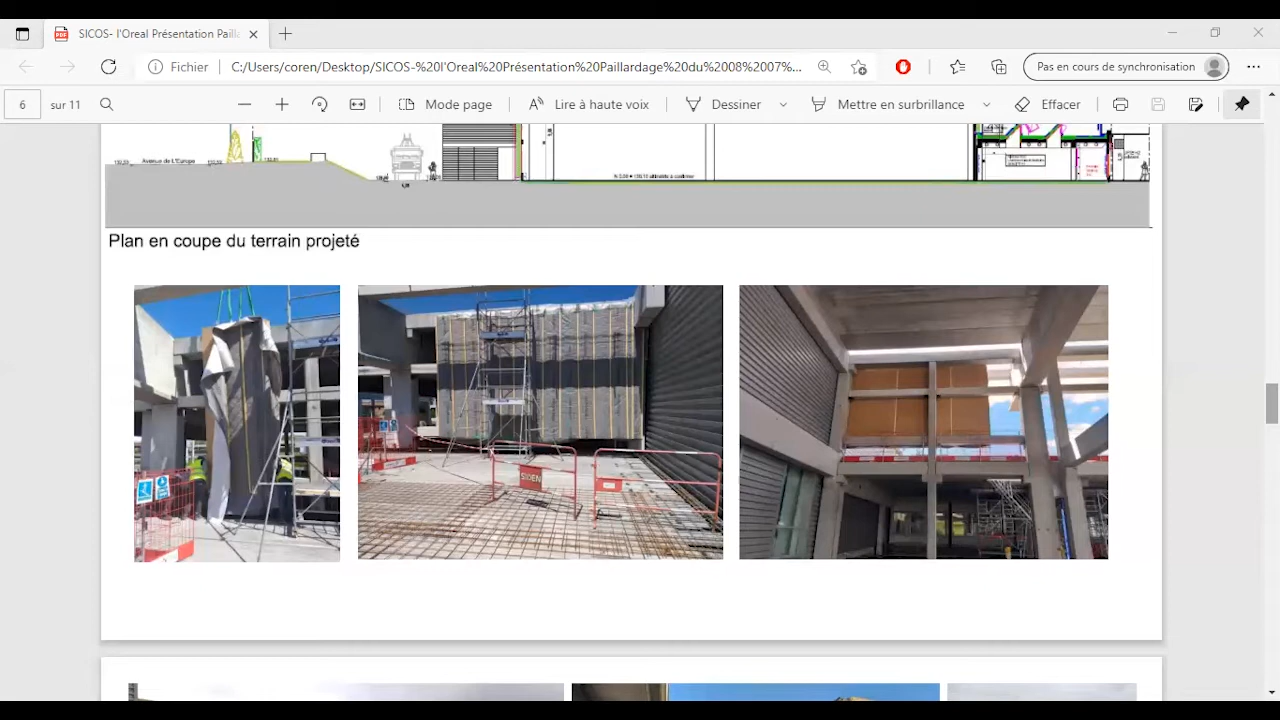 SICOS- l'Oreal Présentation Pailla
Fichier
C:/Users/coren/Desktop/SICOS-%20l'Oreal%20Présentation%20Paillardage%20du%2008%2007%...
Pas en cours de synchronisation
6 sur 11
Mode page
Lire à haute voix
Dessiner
Mettre en surbrillance
Effacer
Avenue de L'Europe
Plan en coupe du terrain projeté